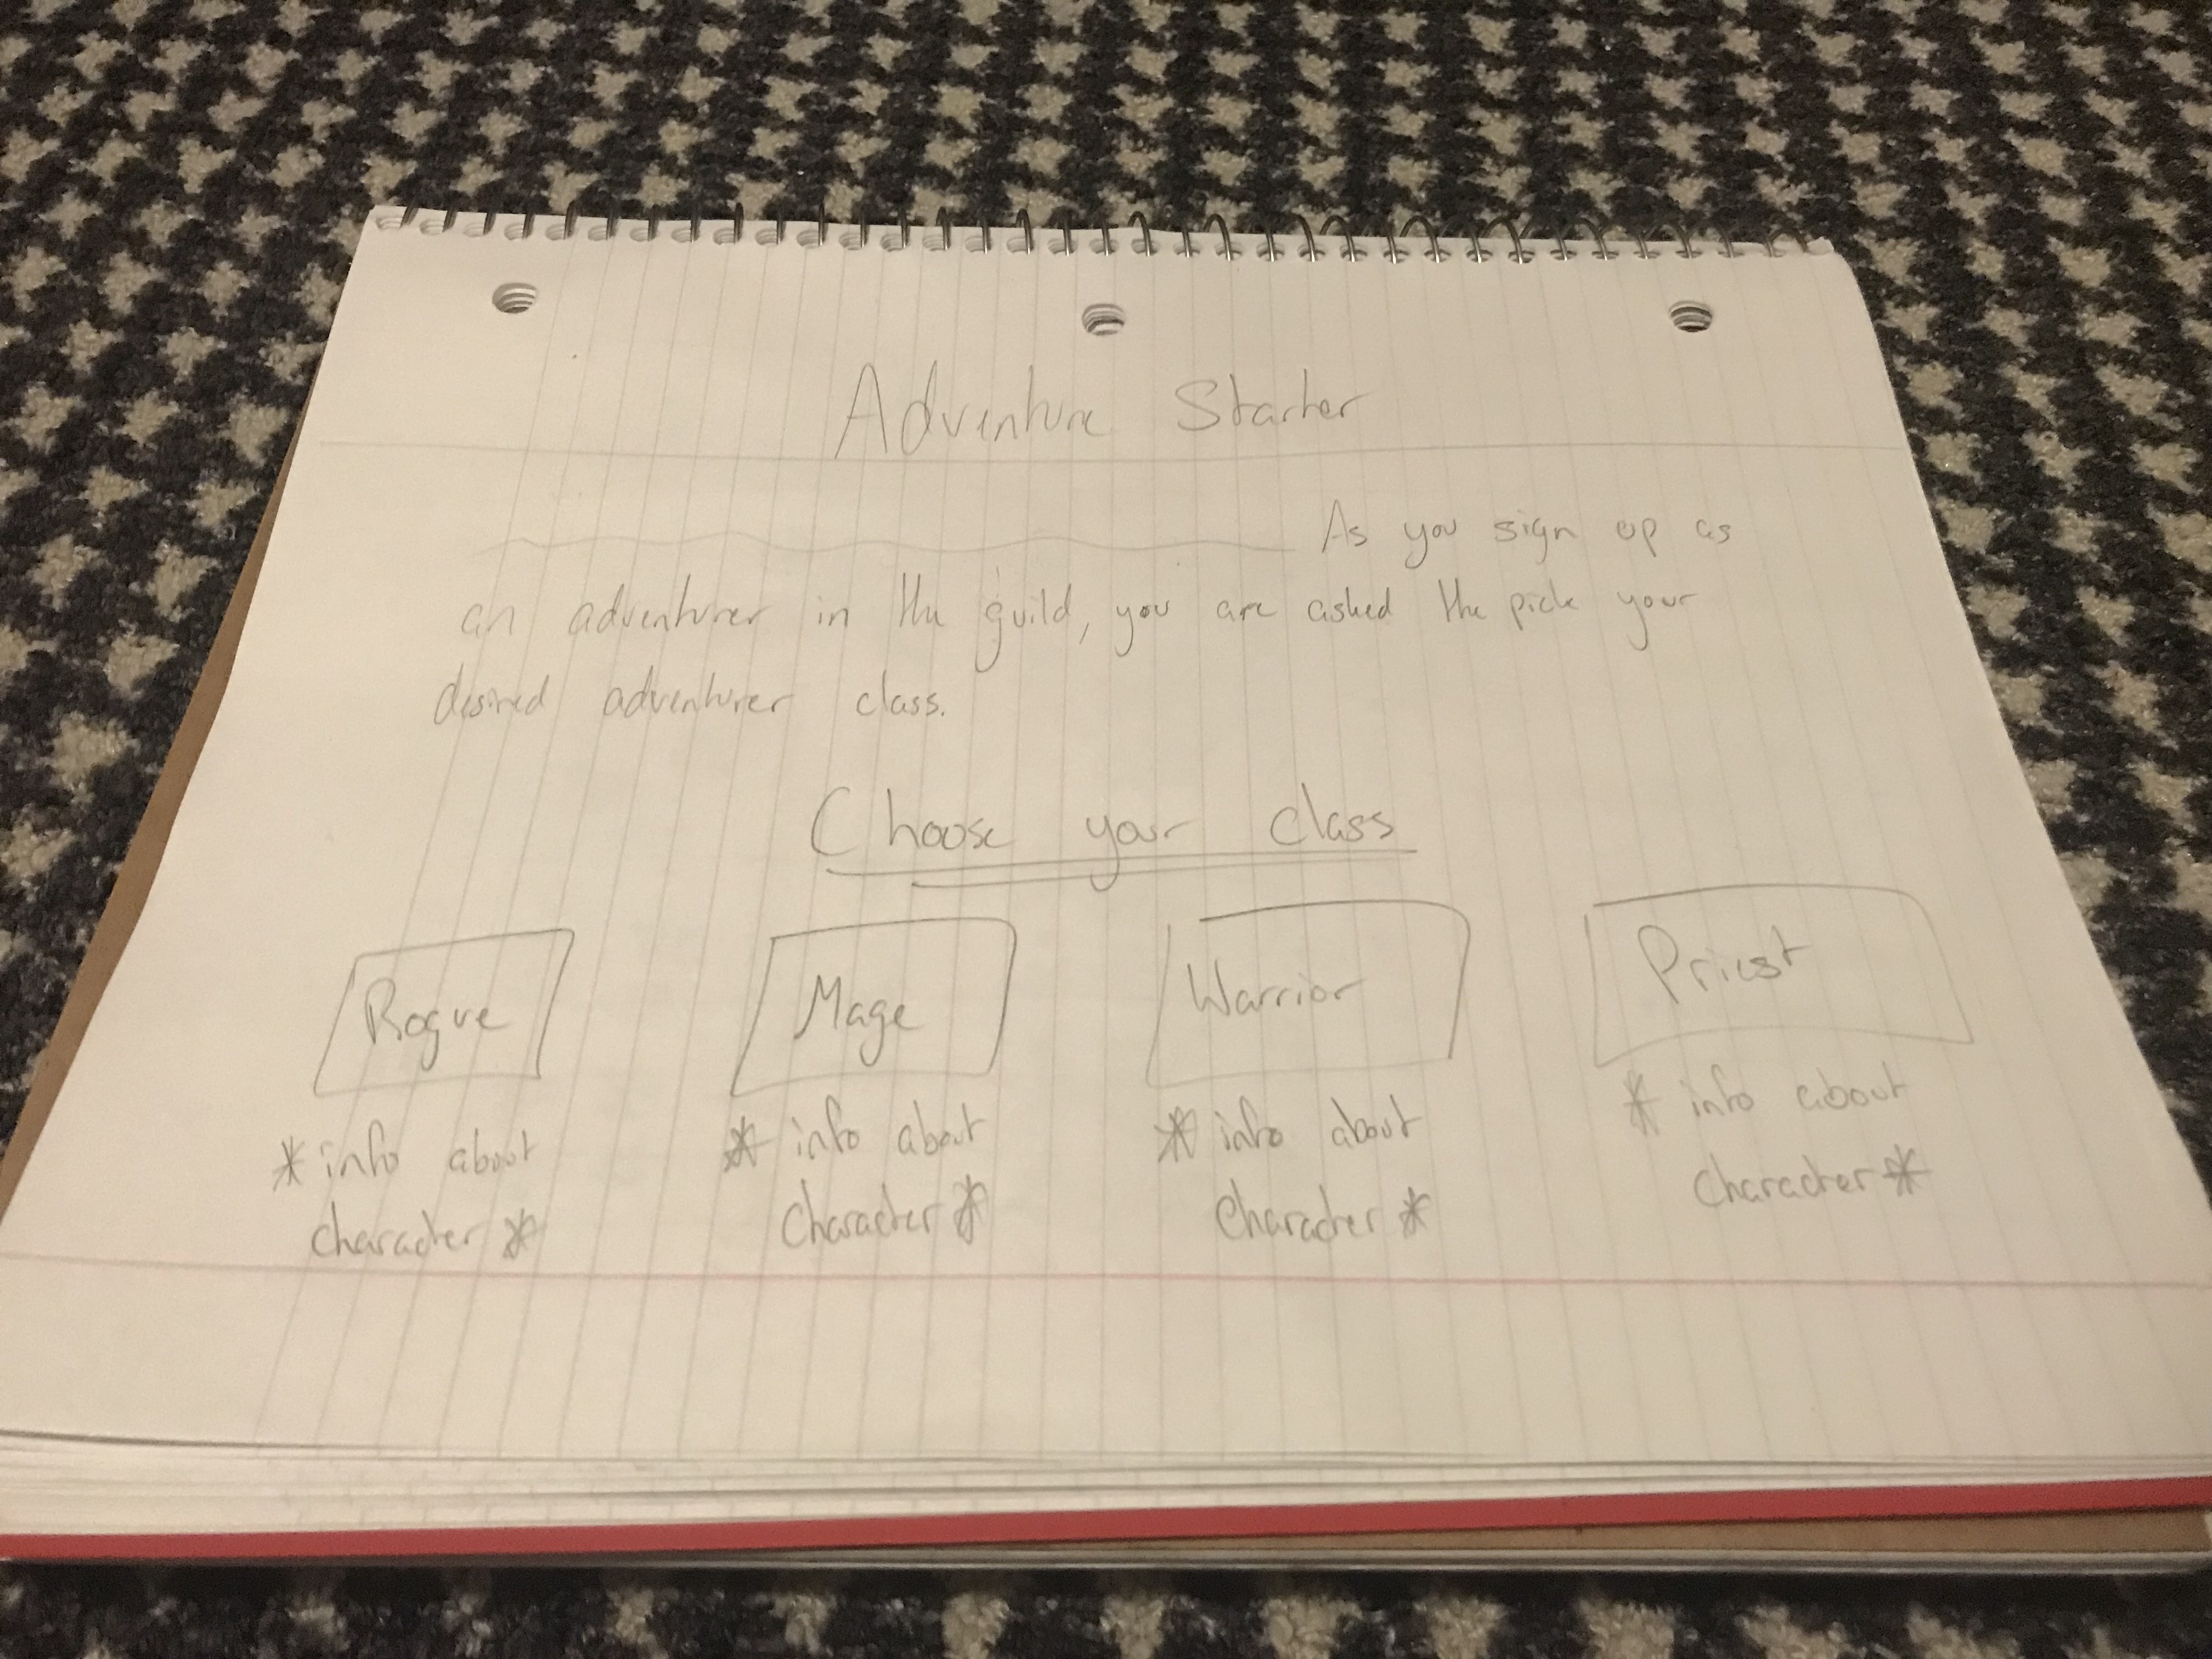 Adventure Starter
As you sign up as
an adventurer in the guild, you are asked the pick your
desired adventurer class.
Choose your class
Rogue Mage Warrior Priest
* info about * info about * info about * info about
character * character * character * character *